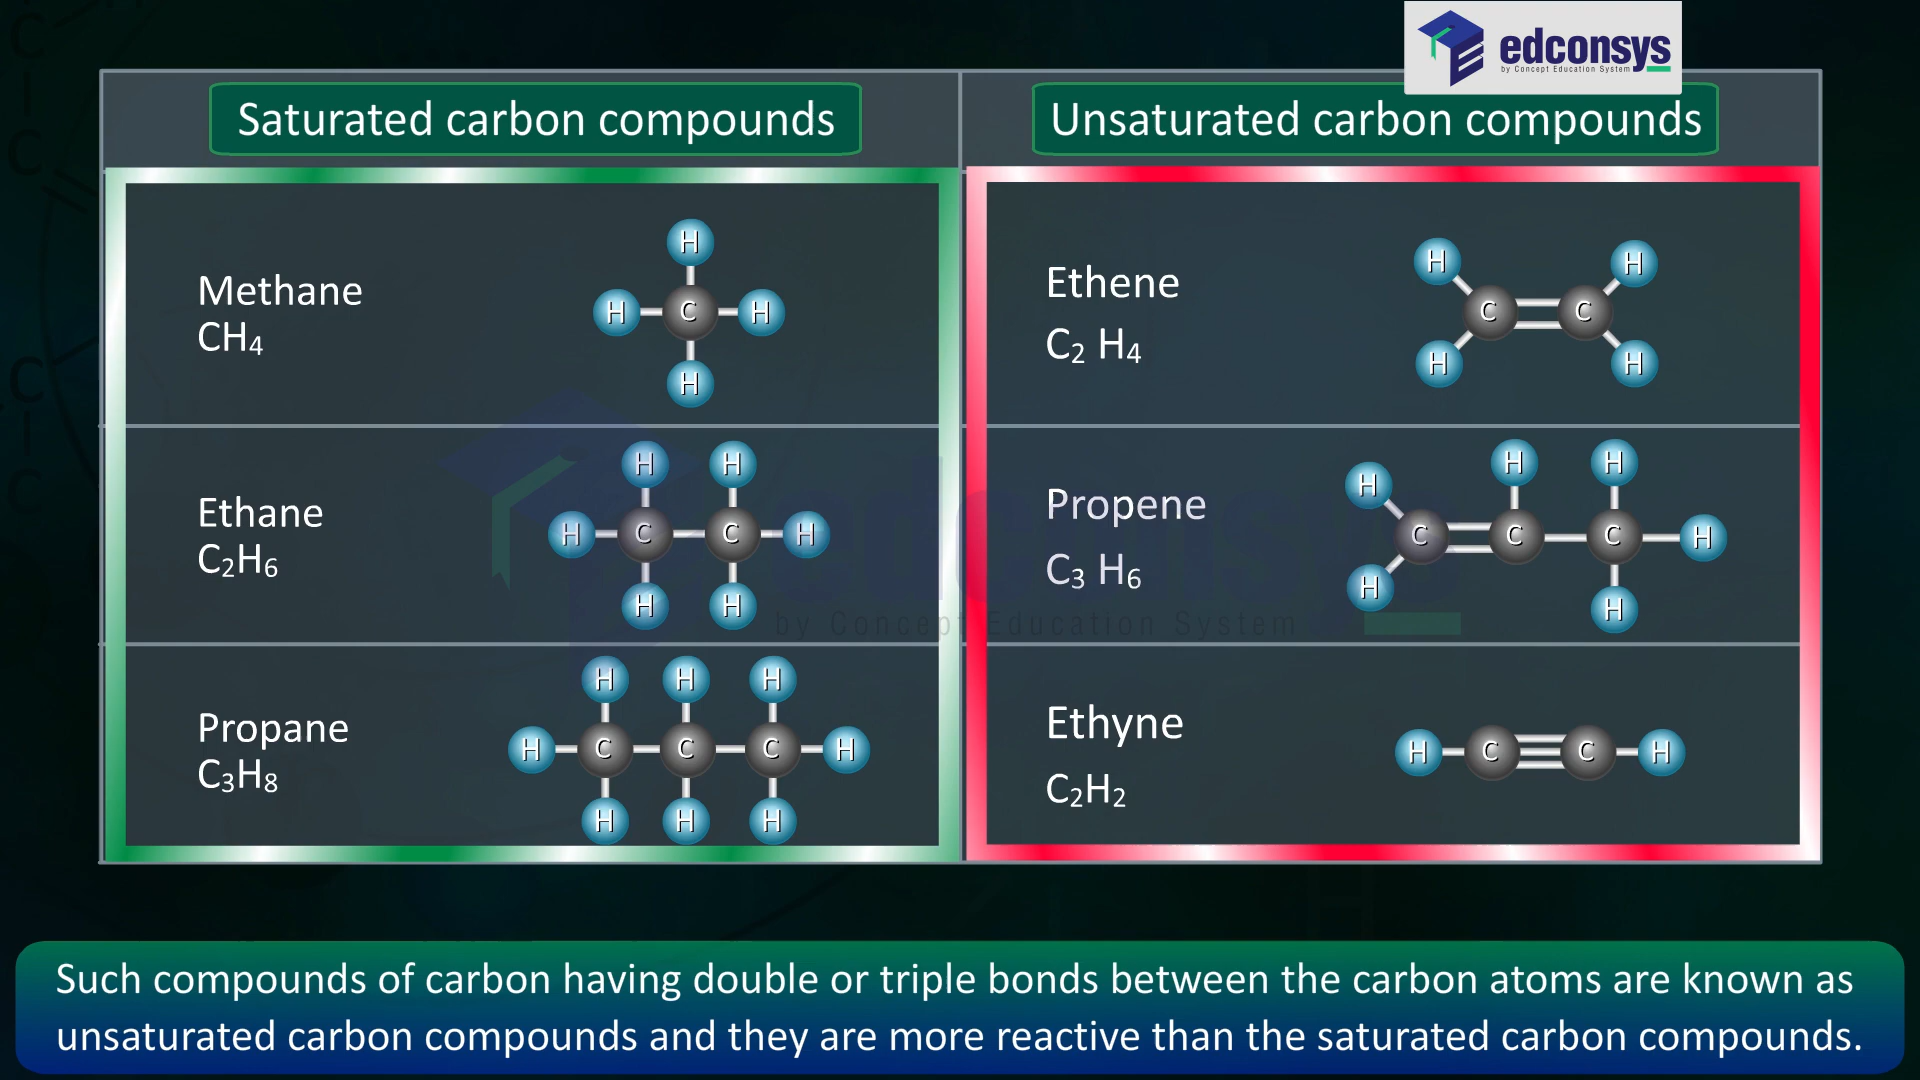 edconsys
by Concept Education System
Saturated carbon compounds
Unsaturated carbon compounds
Methane
CH4
H
H C H
H
Ethane
C2H6
H H
H C C H
H H
Propane
C3H8
H H H
H C C C H
H H H
Ethene
C2 H4
H H
C C
H H
Propene
C3 H6
H H H
C C C H
H H
Ethyne
C2H2
H C C H
by Concept Education System
Such compounds of carbon having double or triple bonds between the carbon atoms are known as
unsaturated carbon compounds and they are more reactive than the saturated carbon compounds.